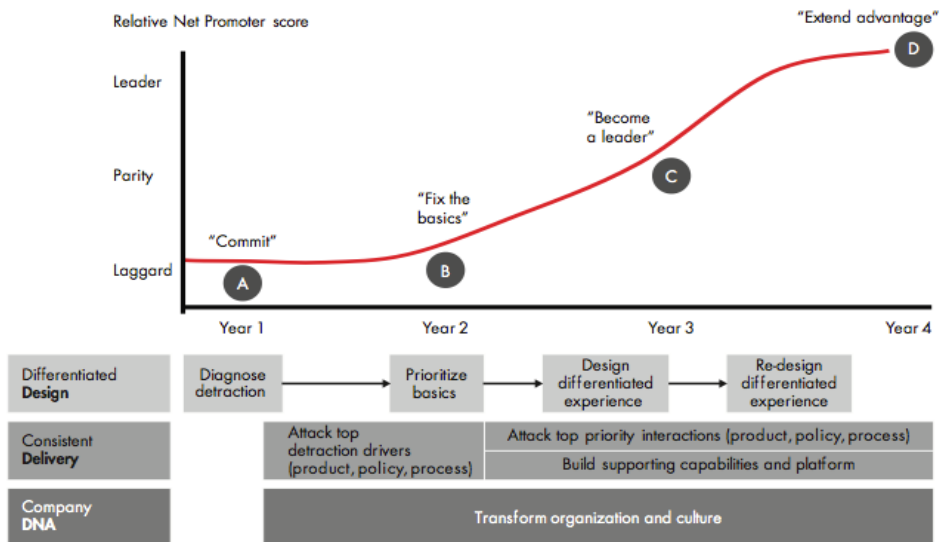 Relative Net Promoter score
"Extend advantage"
D
Leader
"Become
a leader"
Parity
C
"Fix the
basics"
"Commit"
Laggard
A
B
Year 1
Year 2
Year 3
Year 4
Differentiated
Design
Diagnose
detraction
Prioritize
basics
Design
differentiated
experience
Re-design
differentiated
experience
Consistent
Delivery
Attack top
detraction drivers
(product, policy, process)
Attack top priority interactions (product, policy, process)
Build supporting capabilities and platform
Company
DNA
Transform organization and culture